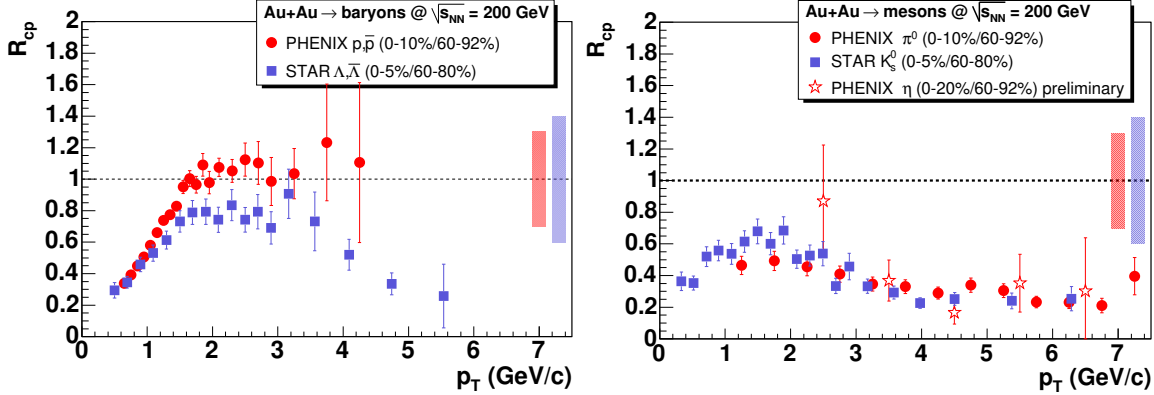 Au+Au → baryons @ √s_NN = 200 GeV
PHENIX p,p̅ (0-10%/60-92%)
STAR Λ,Λ̅ (0-5%/60-80%)
R_cp
2
1.8
1.6
1.4
1.2
1
0.8
0.6
0.4
0.2
0
0 1 2 3 4 5 6 7
p_T (GeV/c)
Au+Au → mesons @ √s_NN = 200 GeV
PHENIX π⁰ (0-10%/60-92%)
STAR K⁰_s (0-5%/60-80%)
PHENIX η (0-20%/60-92%) preliminary
R_cp
2
1.8
1.6
1.4
1.2
1
0.8
0.6
0.4
0.2
0
0 1 2 3 4 5 6 7
p_T (GeV/c)